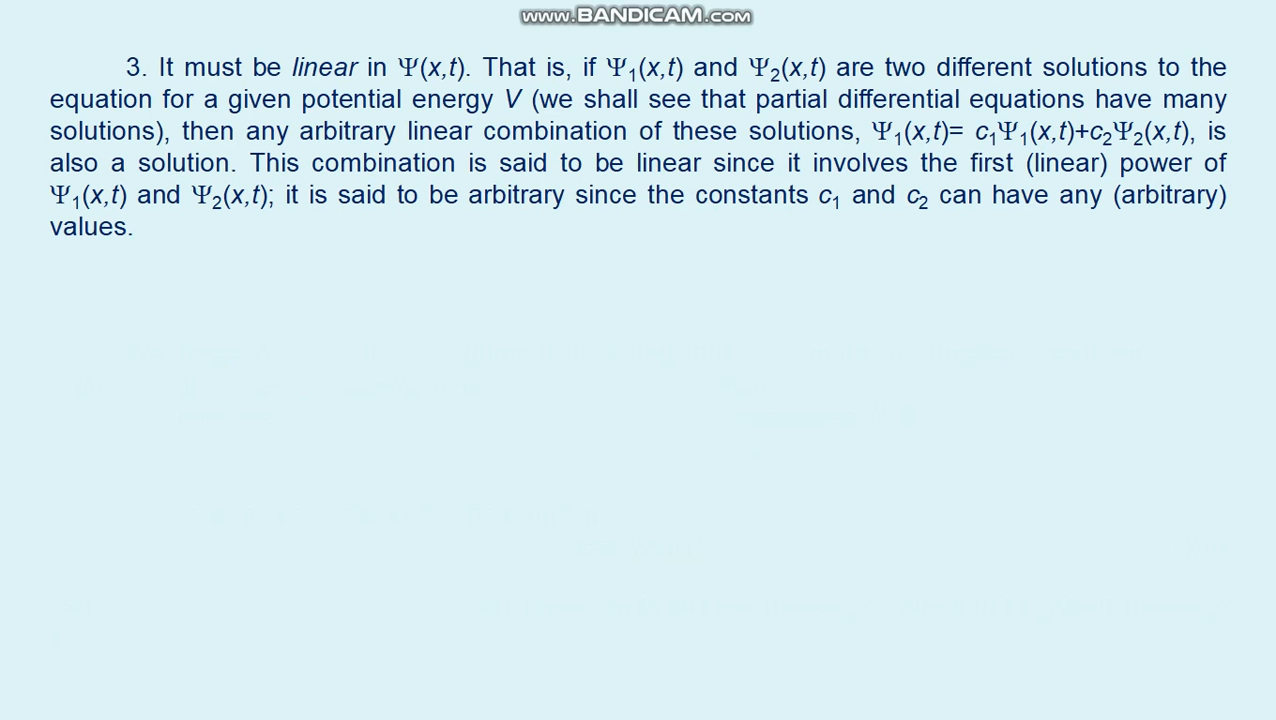 www.BANDICAM.com
3. It must be linear in Ψ(x,t). That is, if Ψ₁(x,t) and Ψ₂(x,t) are two different solutions to the
equation for a given potential energy V (we shall see that partial differential equations have many
solutions), then any arbitrary linear combination of these solutions, Ψ₁(x,t)= c₁Ψ₁(x,t)+c₂Ψ₂(x,t), is
also a solution. This combination is said to be linear since it involves the first (linear) power of
Ψ₁(x,t) and Ψ₂(x,t); it is said to be arbitrary since the constants c₁ and c₂ can have any (arbitrary)
values.